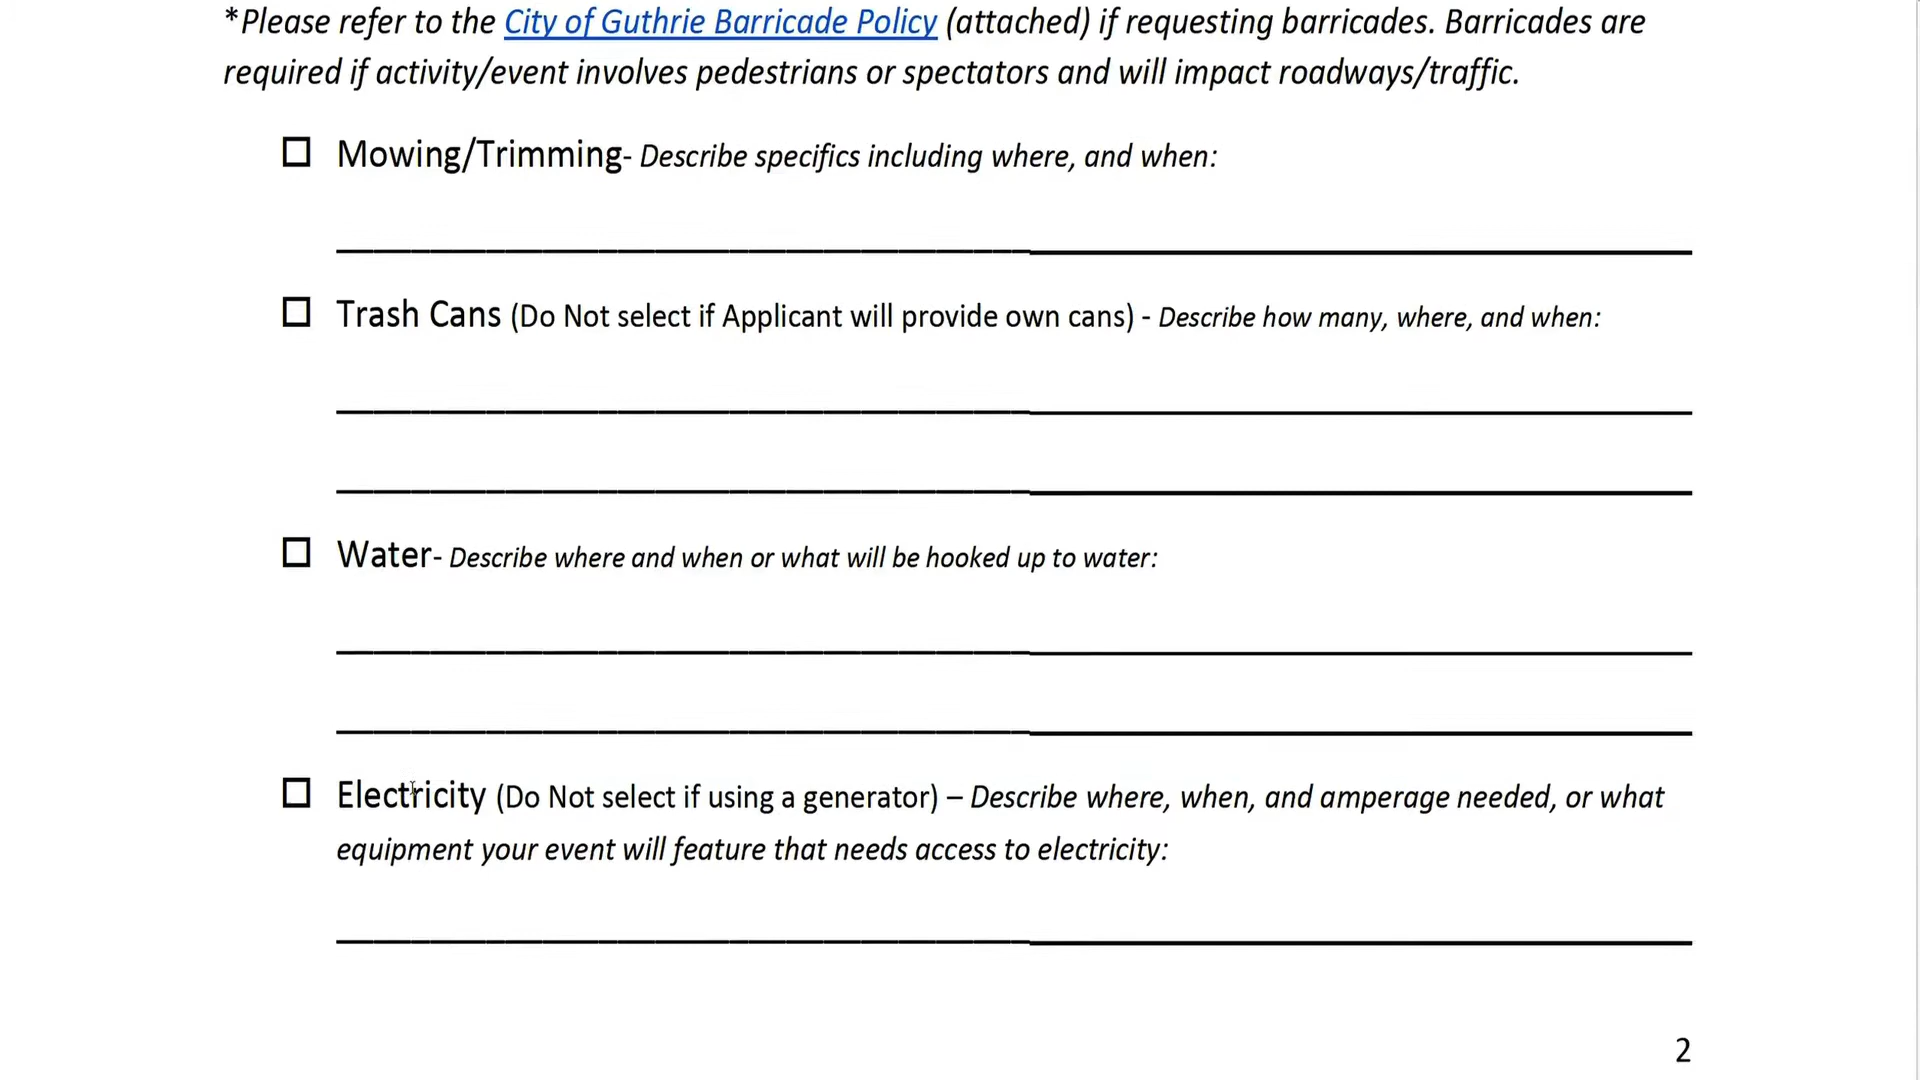 *Please refer to the City of Guthrie Barricade Policy (attached) if requesting barricades. Barricades are
required if activity/event involves pedestrians or spectators and will impact roadways/traffic.
Mowing/Trimming- Describe specifics including where, and when:
Trash Cans (Do Not select if Applicant will provide own cans) - Describe how many, where, and when:
Water- Describe where and when or what will be hooked up to water:
Electricity (Do Not select if using a generator) – Describe where, when, and amperage needed, or what
equipment your event will feature that needs access to electricity:
2